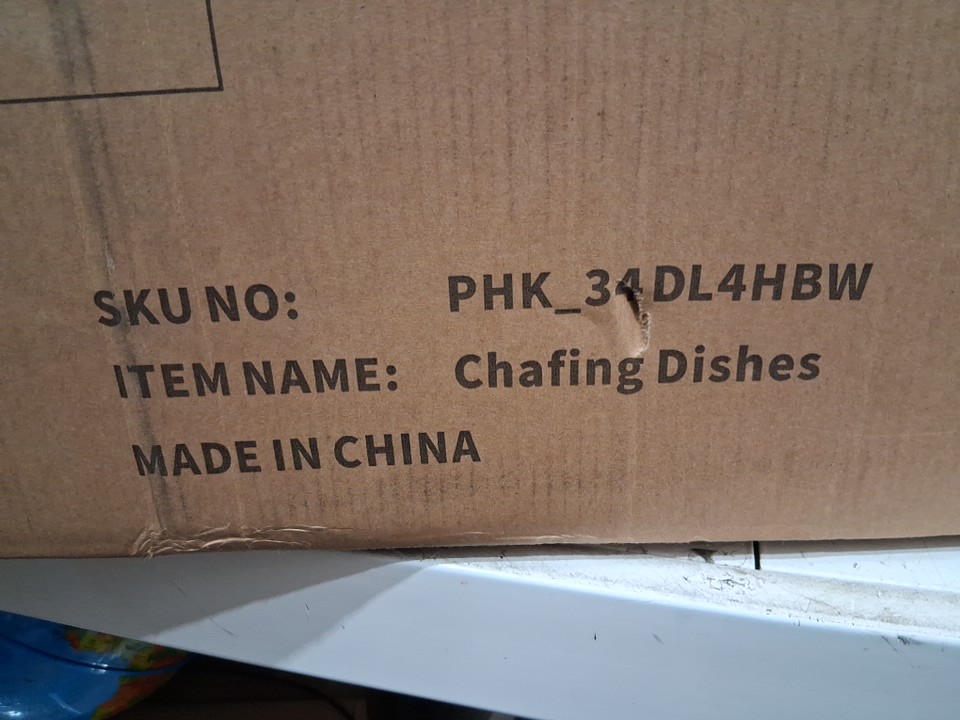 SKU NO: PHK_34DL4HBW
ITEM NAME: Chafing Dishes
MADE IN CHINA